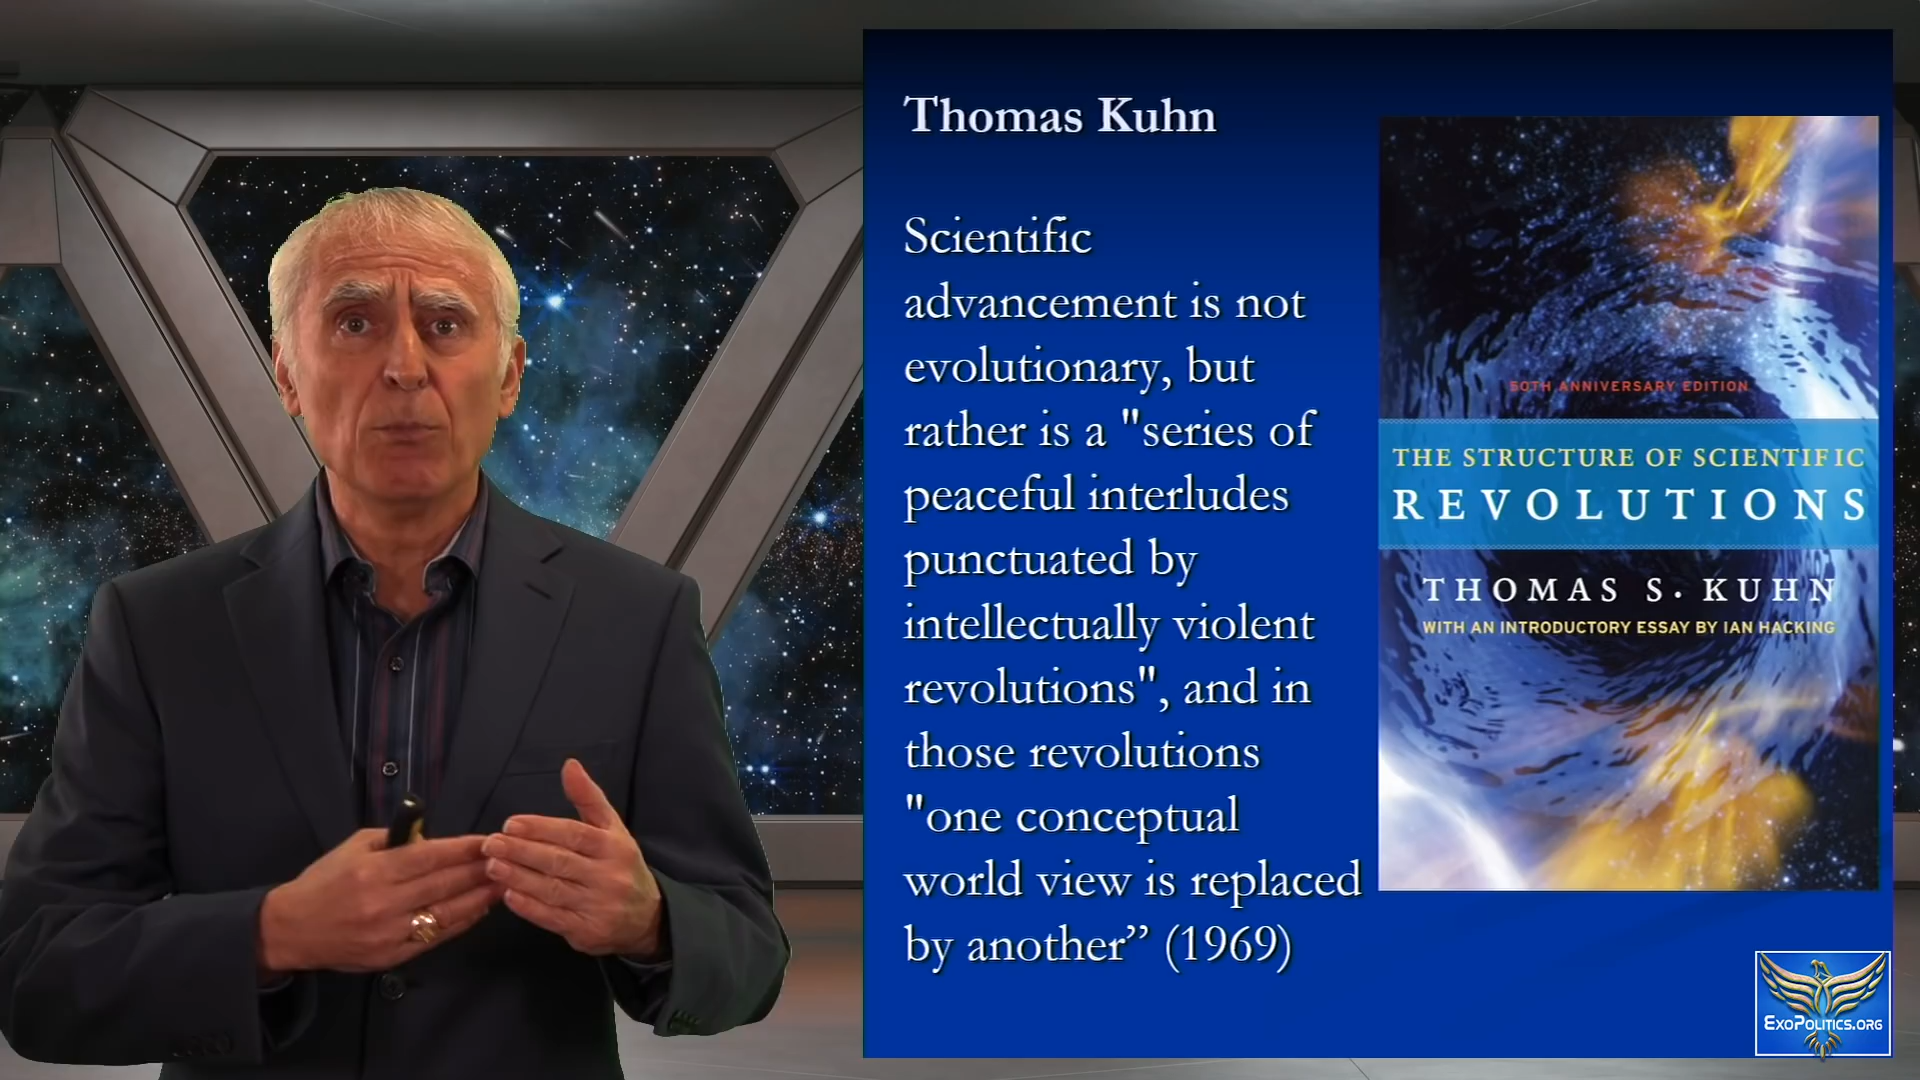 Thomas Kuhn
Scientific
advancement is not
evolutionary, but
rather is a "series of
peaceful interludes
punctuated by
intellectually violent
revolutions", and in
those revolutions
"one conceptual
world view is replaced
by another” (1969)
50TH ANNIVERSARY EDITION
THE STRUCTURE OF SCIENTIFIC
REVOLUTIONS
THOMAS S. KUHN
WITH AN INTRODUCTORY ESSAY BY IAN HACKING
EXOPOLITICS.ORG